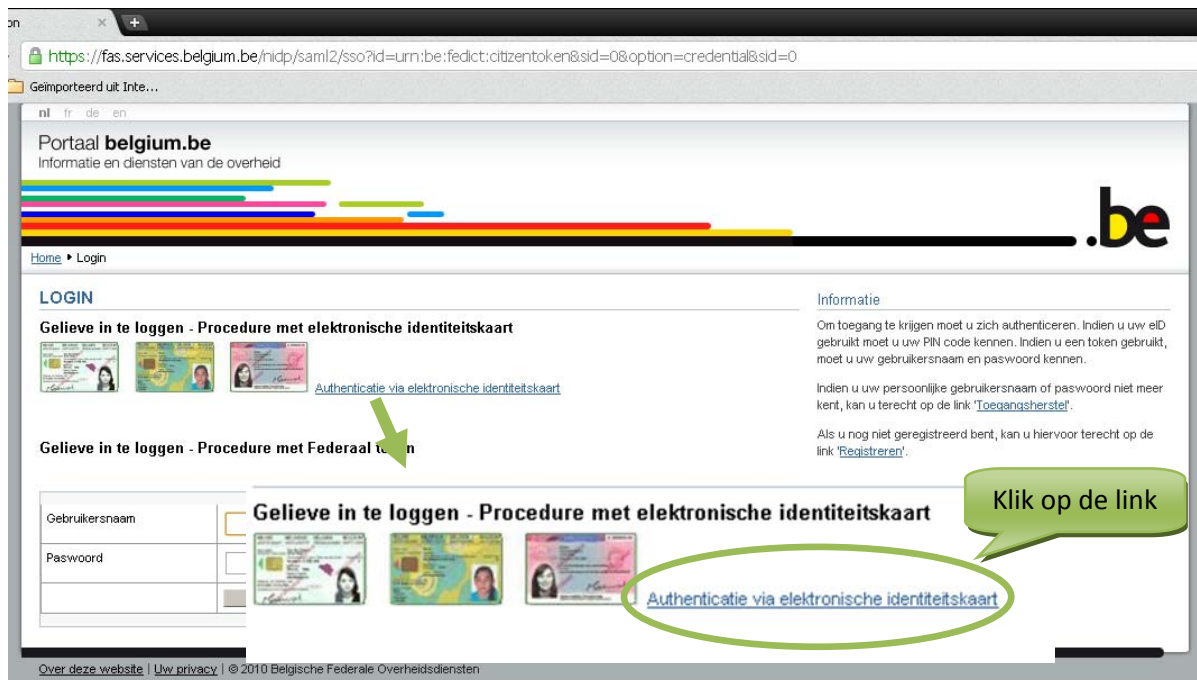 on
https://fas.services.belgium.be/nidp/saml2/sso?id=urn:be:fedict:citizentoken&sid=0&option=credential&sid=0
Geïmporteerd uit Inte...
nl fr de en
Portaal belgium.be
Informatie en diensten van de overheid
.be
Home Login
LOGIN
Gelieve in te loggen - Procedure met elektronische identiteitskaart
Authenticatie via elektronische identiteitskaart
Gelieve in te loggen - Procedure met Federaal
Gebruikersnaam
Paswoord
Informatie
Om toegang te krijgen moet u zich authenticeren. Indien u uw eID
gebruikt moet u uw PIN code kennen. Indien u een token gebruikt,
moet u uw gebruikersnaam en paswoord kennen.
Indien u uw persoonlijke gebruikersnaam of paswoord niet meer
kent, kan u terecht op de link 'Toegangsherstel'.
Als u nog niet geregistreerd bent, kan u hiervoor terecht op de
link 'Registreren'.
Klik op de link
Gelieve in te loggen - Procedure met elektronische identiteitskaart
Authenticatie via elektronische identiteitskaart
Over deze website | Uw privacy | © 2010 Belgische Federale Overheidsdiensten